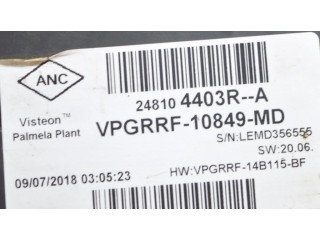 ANC
24810 4403R--A
Visteon™
Palmela Plant
VPGRRF-10849-MD
S/N:LEMD356555
SW:20.06.
HW:VPGRRF-14B115-BF
09/07/2018 03:05:23